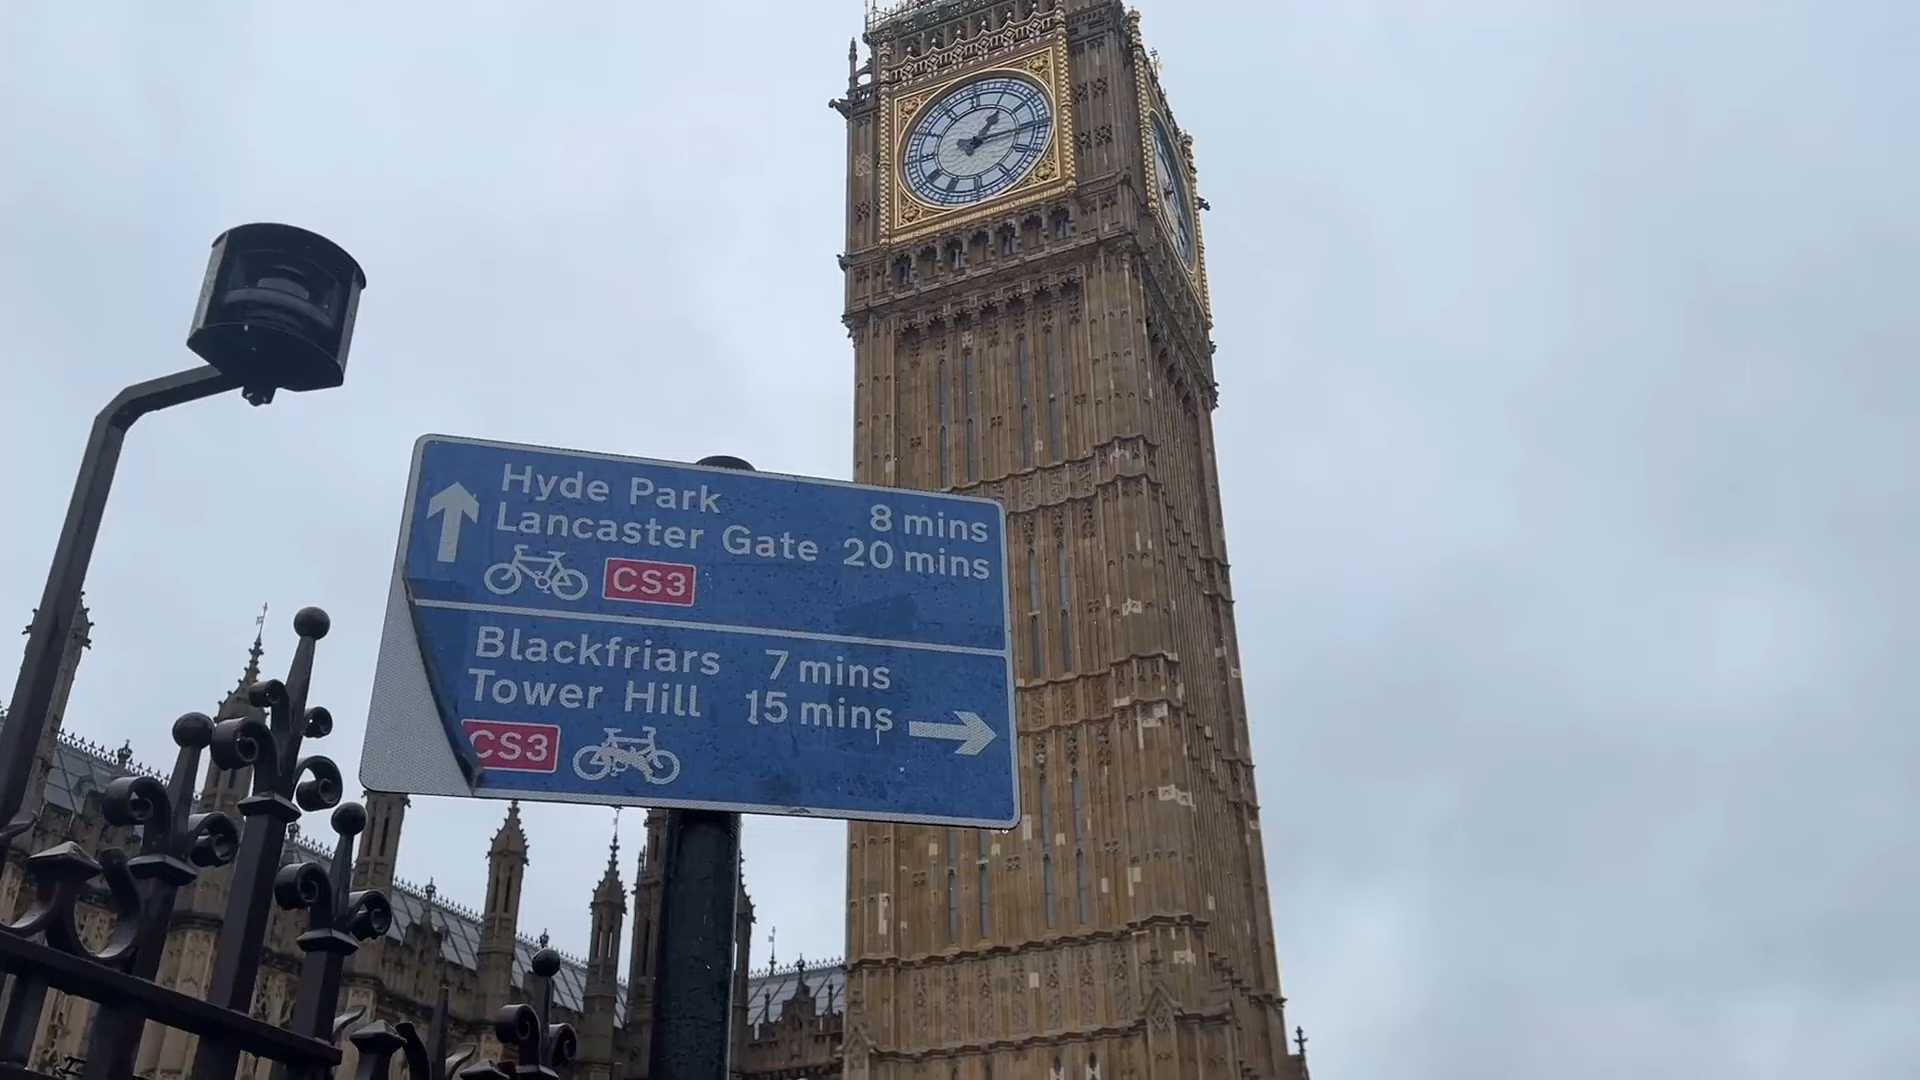 Hyde Park 8 mins
Lancaster Gate 20 mins
CS3
Blackfriars 7 mins
Tower Hill 15 mins
CS3